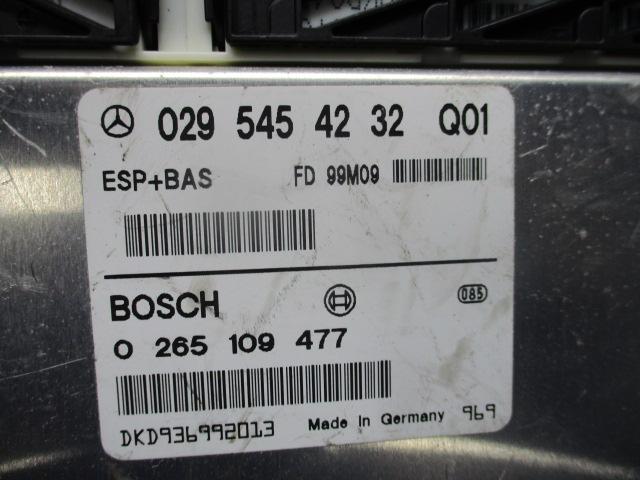 029 545 42 32 Q01
ESP+BAS FD 99M09
BOSCH 085
0 265 109 477
DKD936992013 Made in Germany 969